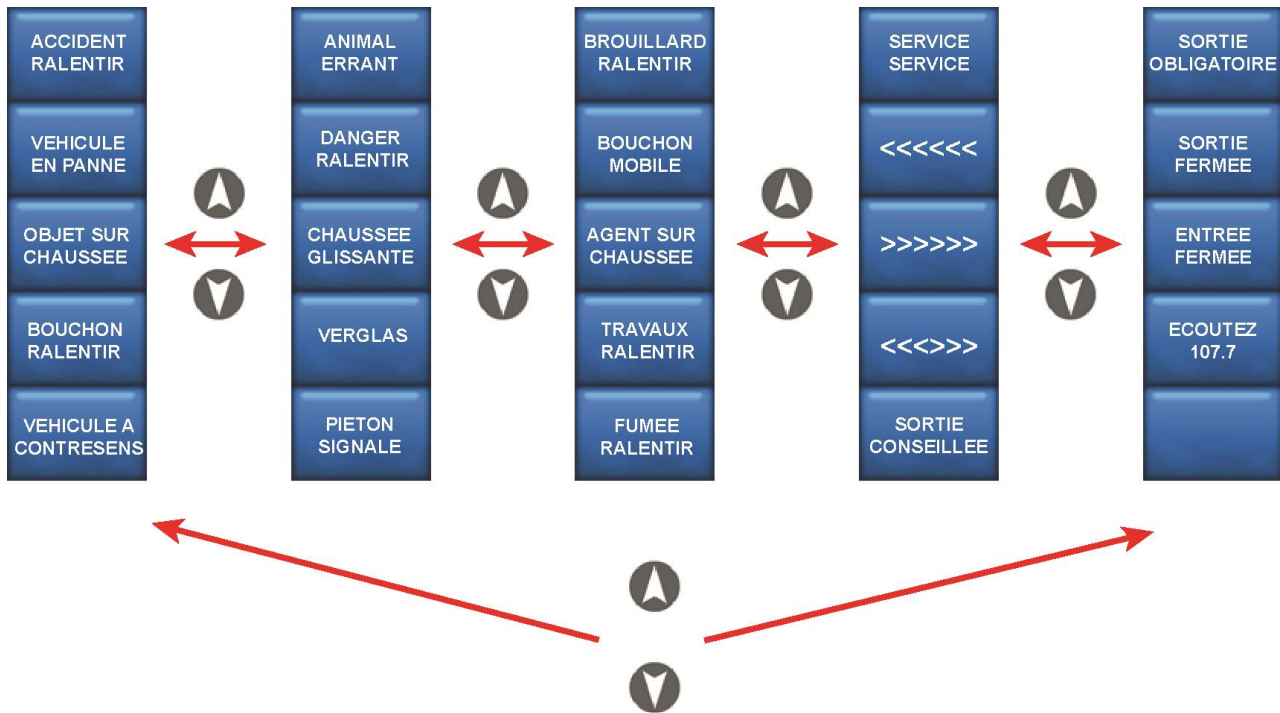 ACCIDENT
RALENTIR
VEHICULE
EN PANNE
OBJET SUR
CHAUSSEE
BOUCHON
RALENTIR
VEHICULE A
CONTRESENS
ANIMAL
ERRANT
DANGER
RALENTIR
CHAUSSEE
GLISSANTE
VERGLAS
PIETON
SIGNALE
BROUILLARD
RALENTIR
BOUCHON
MOBILE
AGENT SUR
CHAUSSEE
TRAVAUX
RALENTIR
FUMEE
RALENTIR
SERVICE
SERVICE
<<<<<<
>>>>>>
<<<>>>
SORTIE
CONSEILLEE
SORTIE
OBLIGATOIRE
SORTIE
FERMEE
ENTREE
FERMEE
ECOUTEZ
107.7